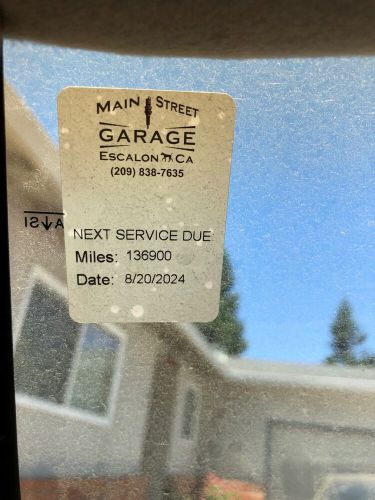 MAIN STREET
GARAGE
ESCALON CA
(209) 838-7635
NEXT SERVICE DUE
Miles: 136900
Date: 8/20/2024